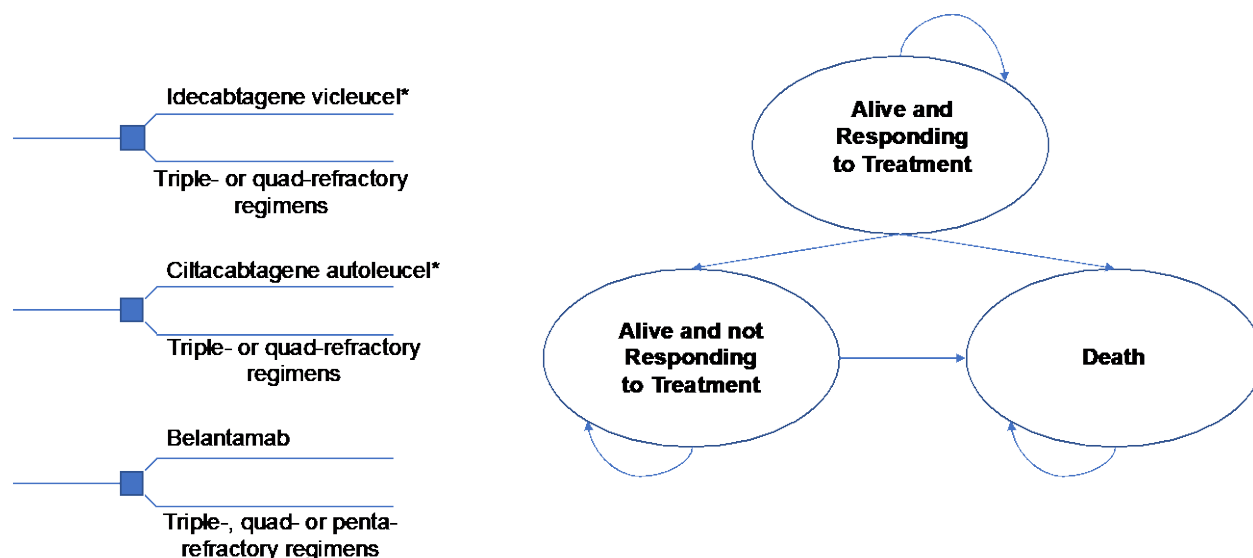 Idecabtagene vicleucel*
Triple- or quad-refractory
regimens
Ciltacabtagene autoleucel*
Triple- or quad-refractory
regimens
Belantamab
Triple-, quad- or penta-
refractory regimens
Alive and
Responding
to Treatment
Alive and not
Responding
to Treatment
Death